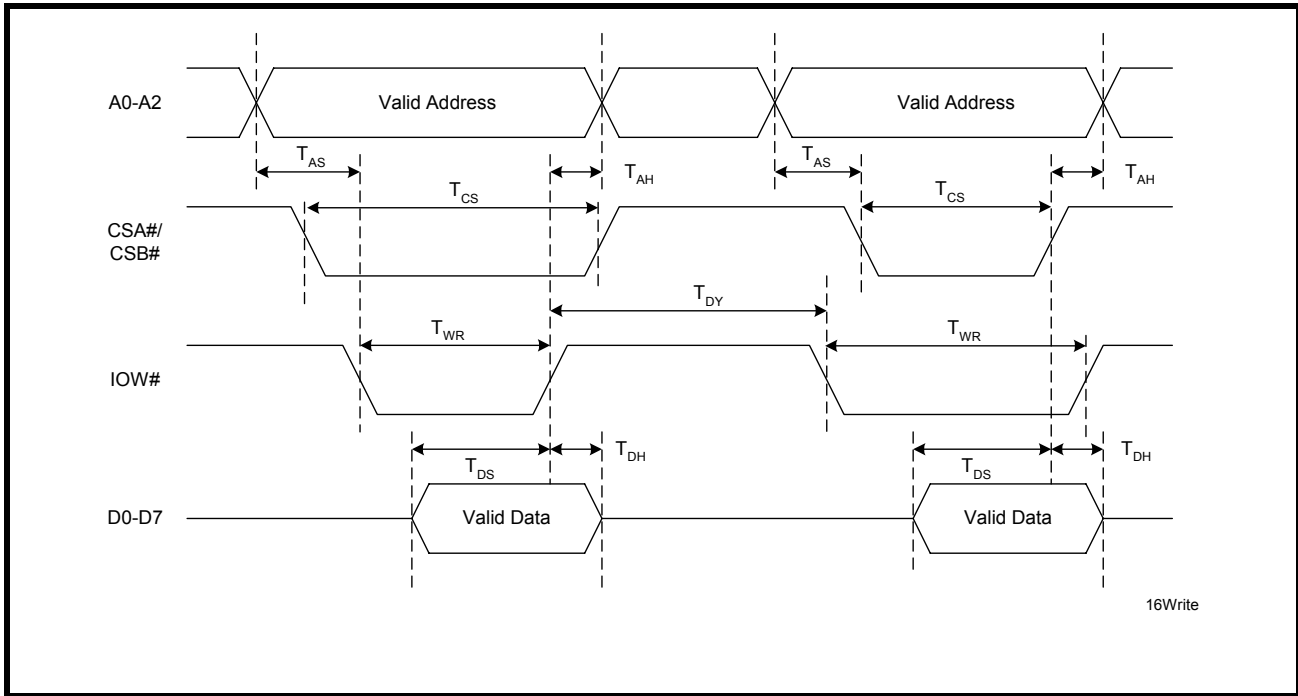 A0-A2
Valid Address
Valid Address
TAS
TAH
TAS
TAH
TCS
TCS
CSA#/
CSB#
TDY
TWR
TWR
IOW#
TDS
TDH
TDS
TDH
D0-D7
Valid Data
Valid Data
16Write